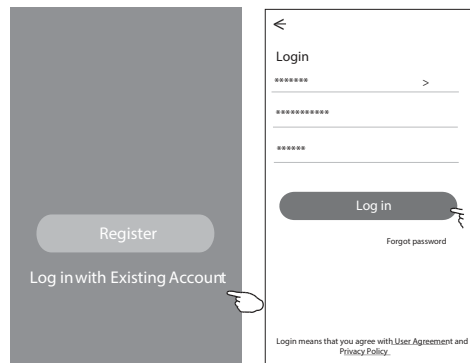 Register
Log in with Existing Account
Login
******* >
***********
******
Log in
Forgot password
Login means that you agree with User Agreement and
Privacy Policy